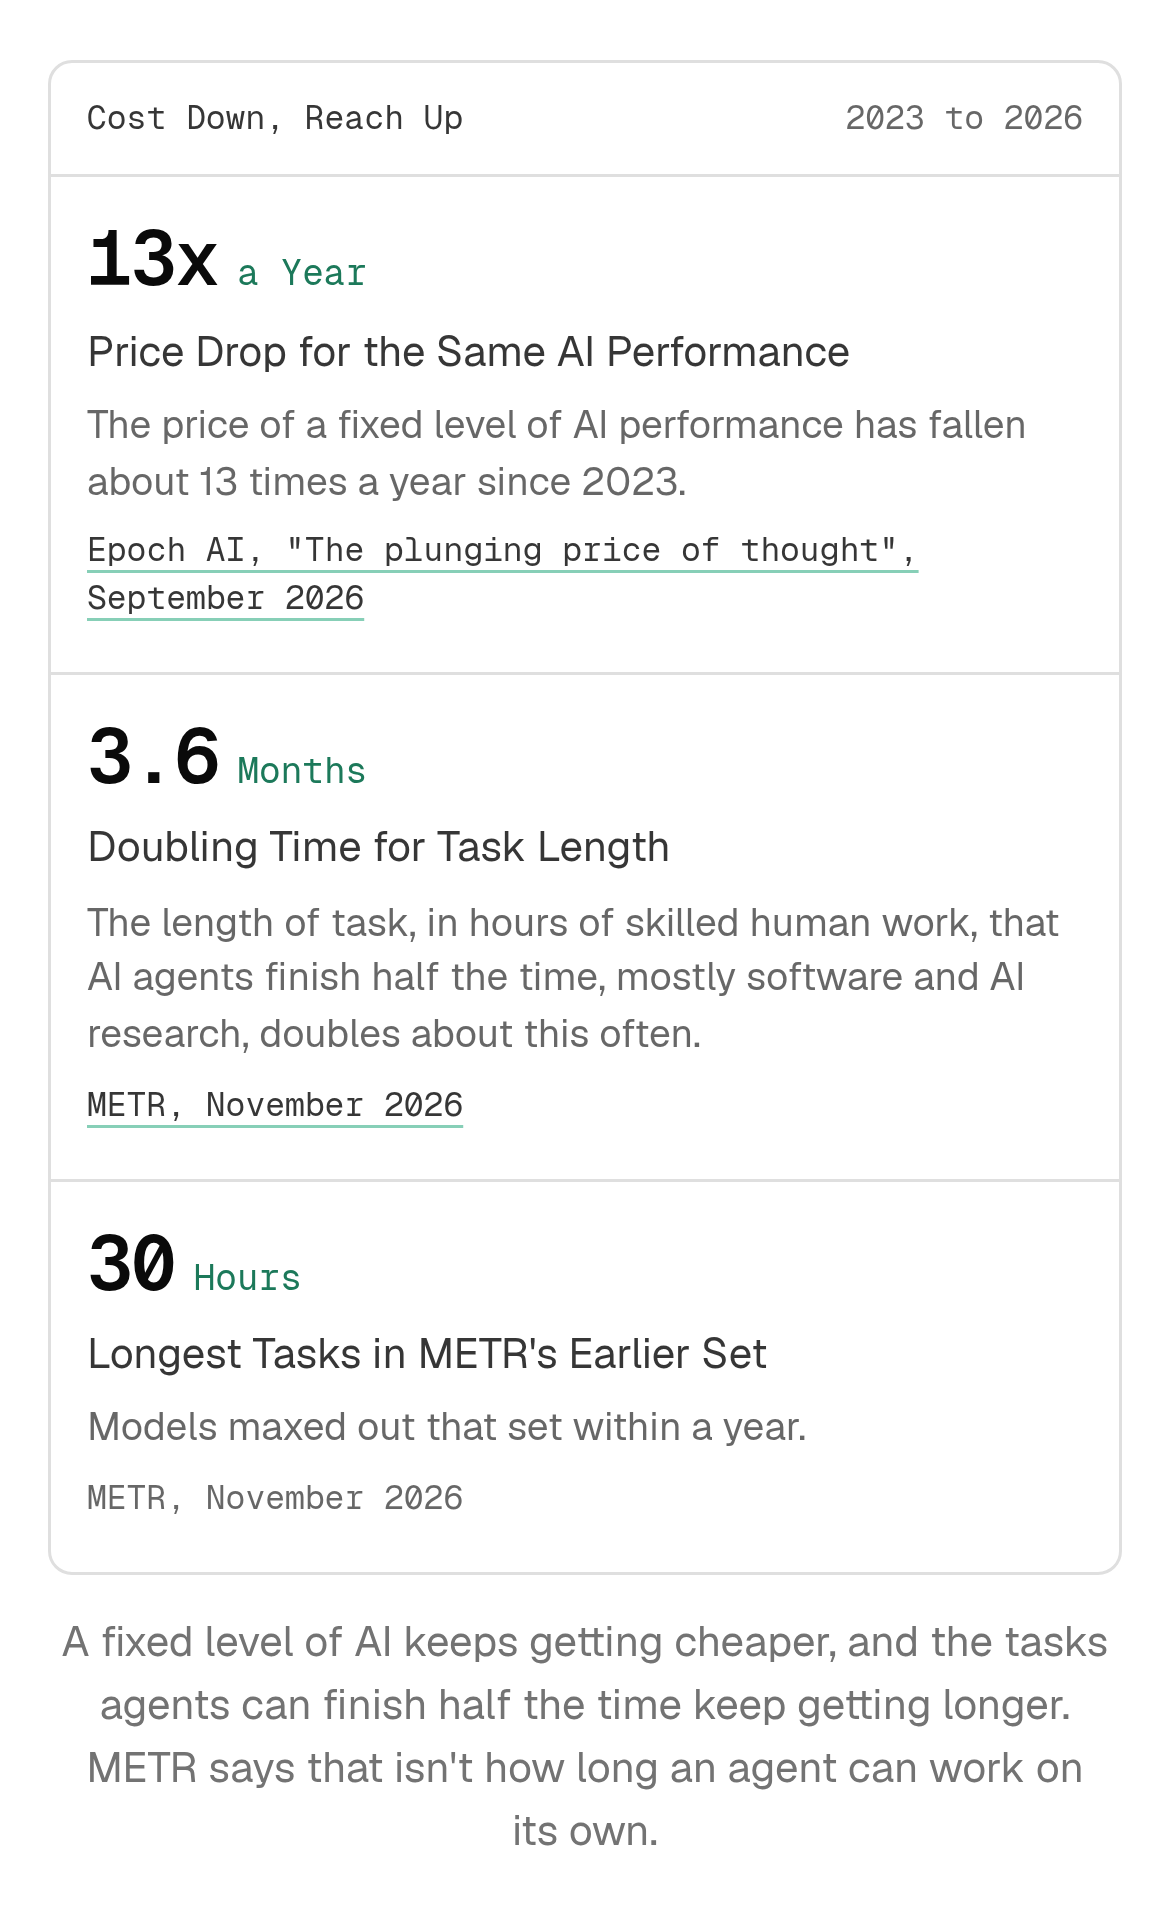 Cost Down, Reach Up 2023 to 2026
13x a Year
Price Drop for the Same AI Performance
The price of a fixed level of AI performance has fallen
about 13 times a year since 2023.
Epoch AI, "The plunging price of thought",
September 2026
3.6 Months
Doubling Time for Task Length
The length of task, in hours of skilled human work, that
AI agents finish half the time, mostly software and AI
research, doubles about this often.
METR, November 2026
30 Hours
Longest Tasks in METR's Earlier Set
Models maxed out that set within a year.
METR, November 2026
A fixed level of AI keeps getting cheaper, and the tasks
agents can finish half the time keep getting longer.
METR says that isn't how long an agent can work on
its own.